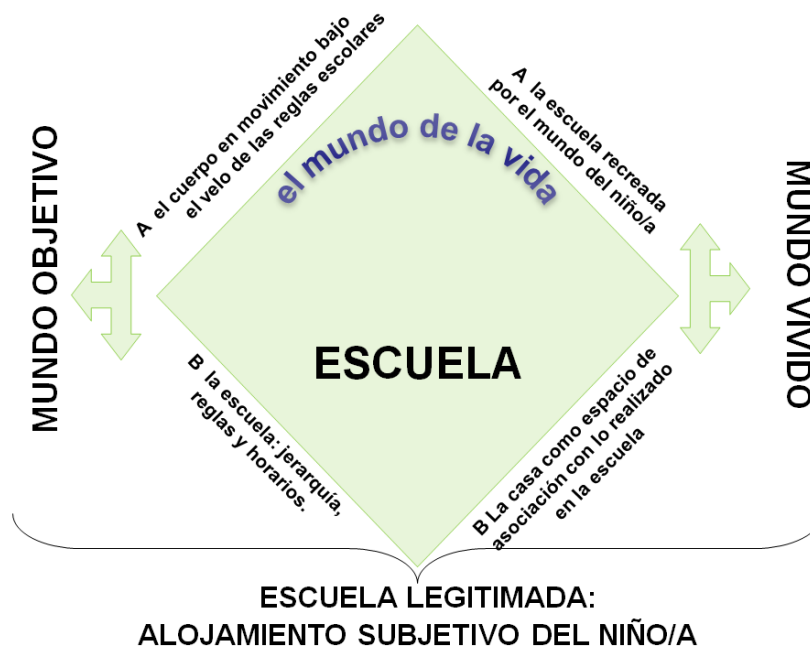 A el cuerpo en movimiento bajo
el velo de las reglas escolares
A la escuela recreada
por el mundo del niño/a
el mundo de la vida
MUNDO OBJETIVO
MUNDO VIVIDO
ESCUELA
B la escuela: jerarquía,
reglas y horarios.
B La casa como espacio de
asociación con lo realizado
en la escuela
ESCUELA LEGITIMADA:
ALOJAMIENTO SUBJETIVO DEL NIÑO/A